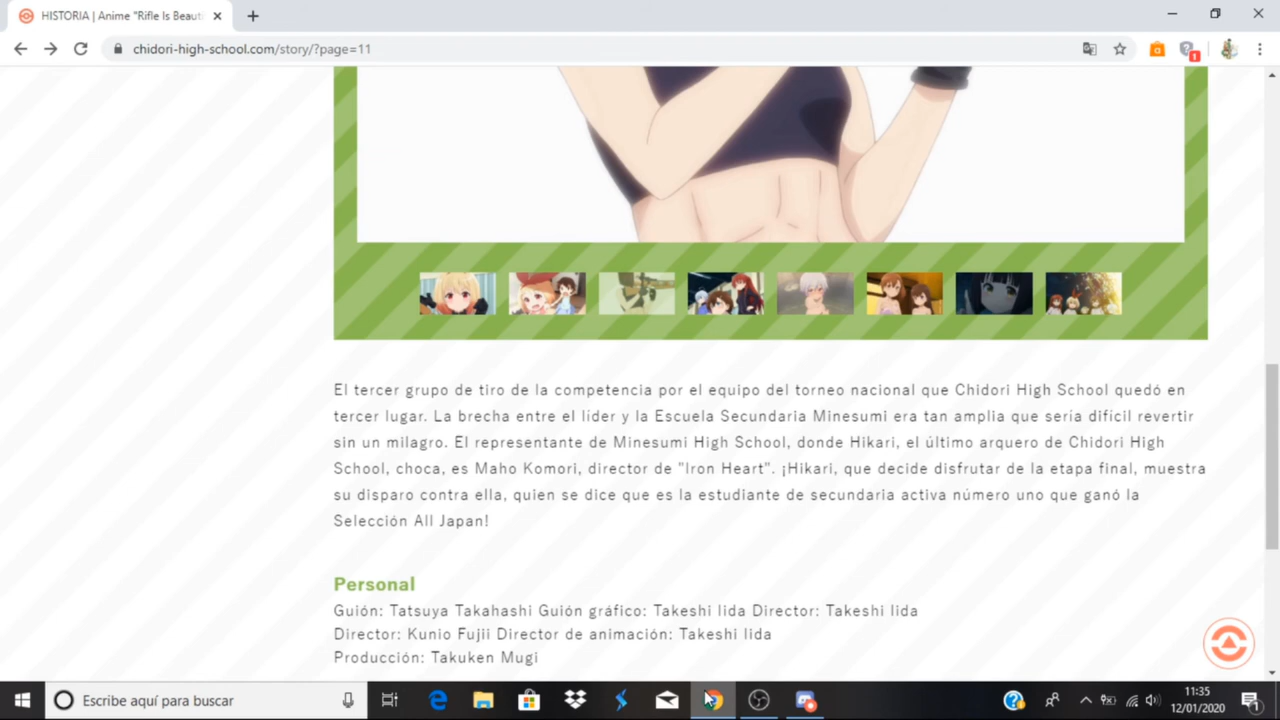 HISTORIA | Anime "Rifle Is Beauti
chidori-high-school.com/story/?page=11
a
1
El tercer grupo de tiro de la competencia por el equipo del torneo nacional que Chidori High School quedó en
tercer lugar. La brecha entre el líder y la Escuela Secundaria Minesumi era tan amplia que sería difícil revertir
sin un milagro. El representante de Minesumi High School, donde Hikari, el último arquero de Chidori High
School, choca, es Maho Komori, director de "Iron Heart". ¡Hikari, que decide disfrutar de la etapa final, muestra
su disparo contra ella, quien se dice que es la estudiante de secundaria activa número uno que ganó la
Selección All Japan!
Personal
Guión: Tatsuya Takahashi Guión gráfico: Takeshi Iida Director: Takeshi Iida
Director: Kunio Fujii Director de animación: Takeshi Iida
Producción: Takuken Mugi
Escribe aquí para buscar
11:35
12/01/2020
1